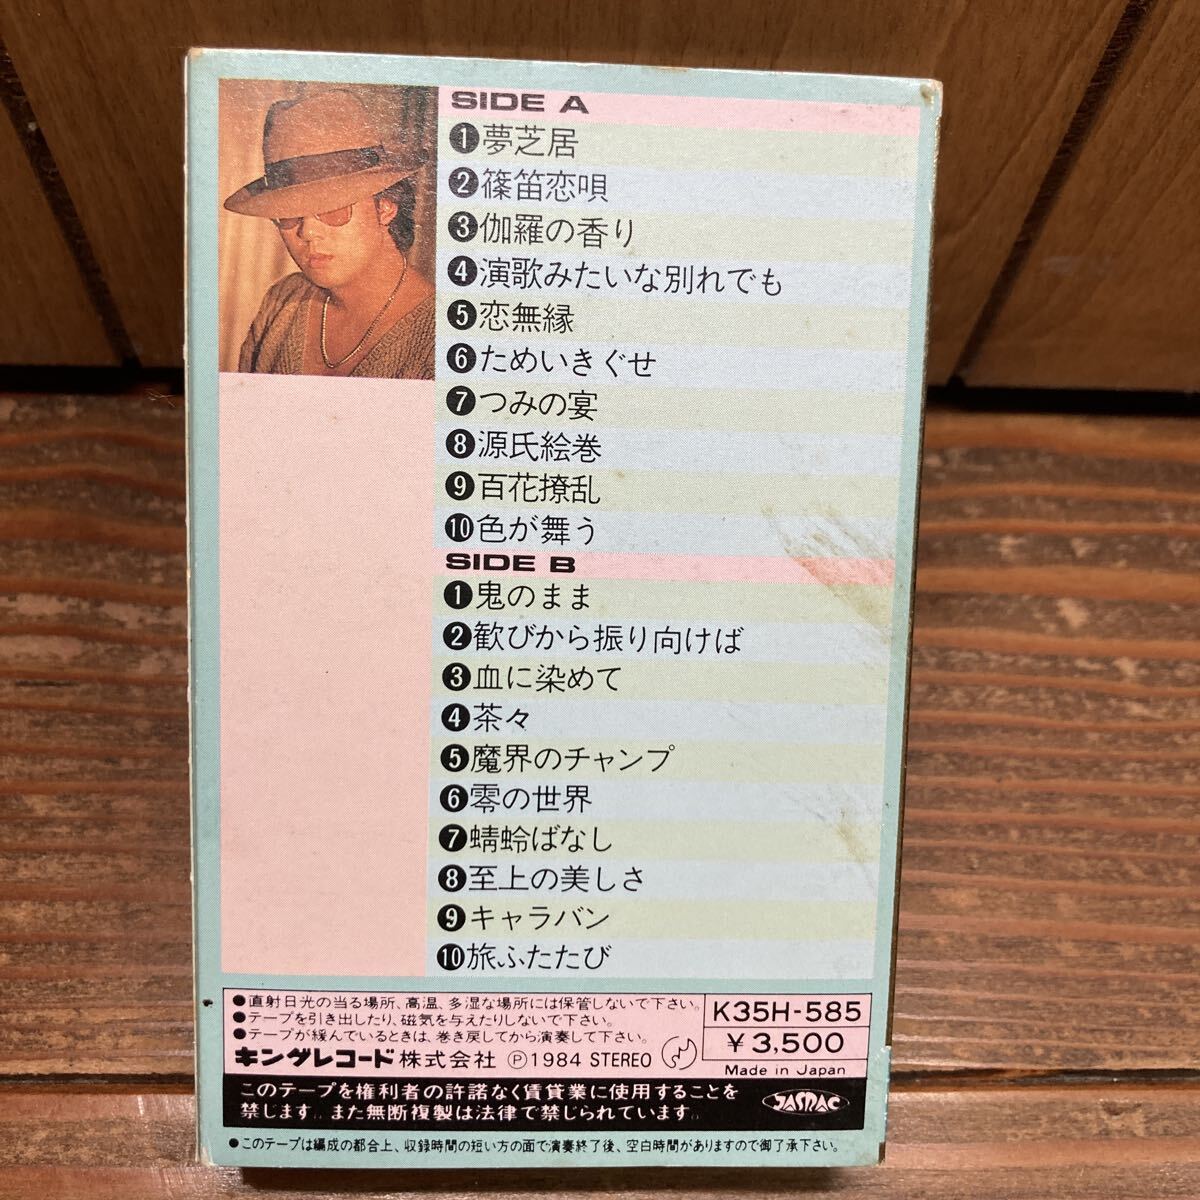 SIDE A
❶夢芝居
❷篠笛恋唄
❸伽羅の香り
❹演歌みたいな別れでも
❺恋無縁
❻ためいきぐせ
❼つみの宴
❽源氏絵巻
❾百花撩乱
❿色が舞う
SIDE B
❶鬼のまま
❷歓びから振り向けば
❸血に染めて
❹茶々
❺魔界のチャンプ
❻零の世界
❼蜻蛉ばなし
❽至上の美しさ
❾キャラバン
❿旅ふたたび
●直射日光の当る場所、高温、多湿な場所には保管しないで下さい。
●テープを引き出したり、磁気を与えたりしないで下さい。
●テープが緩んでいるときは、巻き戻してから演奏して下さい。
キングレコード株式会社 ℗1984 STEREO
K35H-585
¥3,500
Made in Japan
このテープを権利者の許諾なく賃貸業に使用することを
禁じます。また無断複製は法律で禁じられています。
JASRAC
●このテープは編成の都合上、収録時間の短い方の面で演奏終了後、空白時間がありますので御了承下さい。